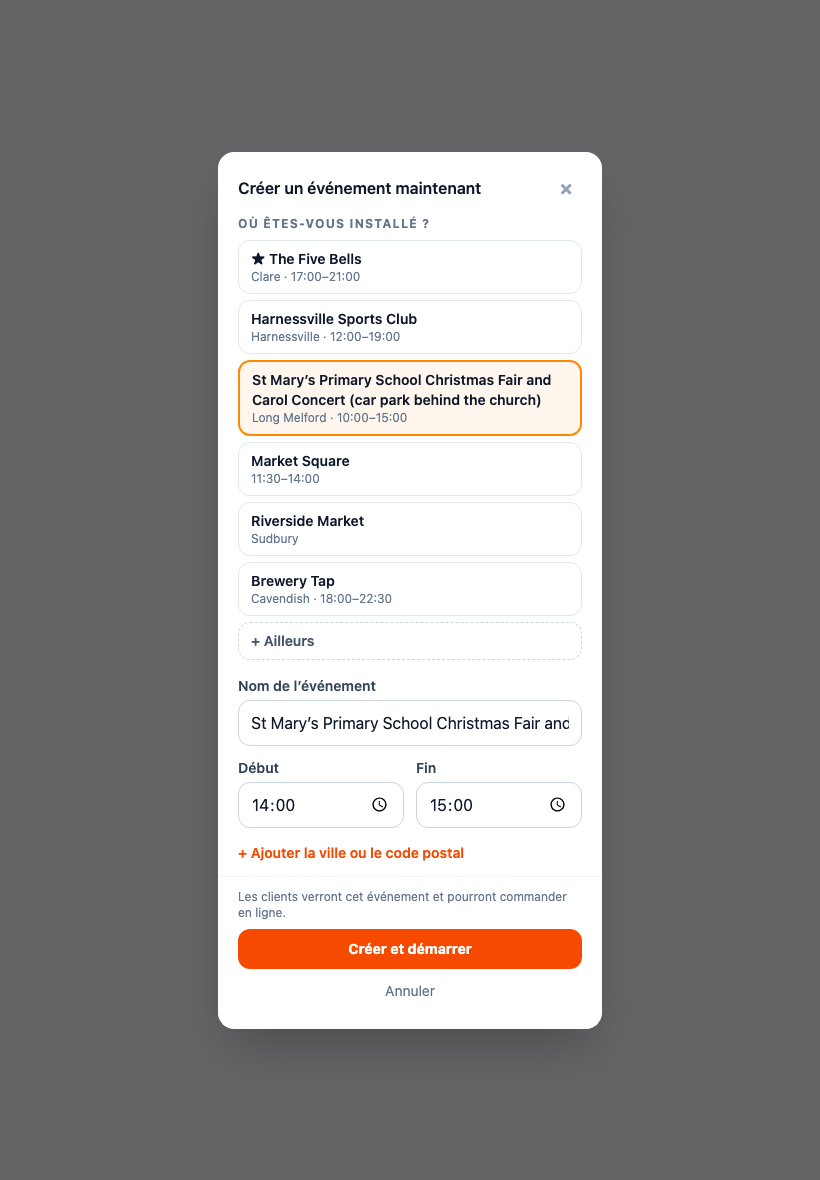 Créer un événement maintenant
OÙ ÊTES-VOUS INSTALLÉ ?
★ The Five Bells
Clare · 17:00–21:00
Harnessville Sports Club
Harnessville · 12:00–19:00
St Mary’s Primary School Christmas Fair and
Carol Concert (car park behind the church)
Long Melford · 10:00–15:00
Market Square
11:30–14:00
Riverside Market
Sudbury
Brewery Tap
Cavendish · 18:00–22:30
+ Ailleurs
Nom de l’événement
St Mary’s Primary School Christmas Fair and
Début
Fin
14:00
15:00
+ Ajouter la ville ou le code postal
Les clients verront cet événement et pourront commander
en ligne.
Créer et démarrer
Annuler